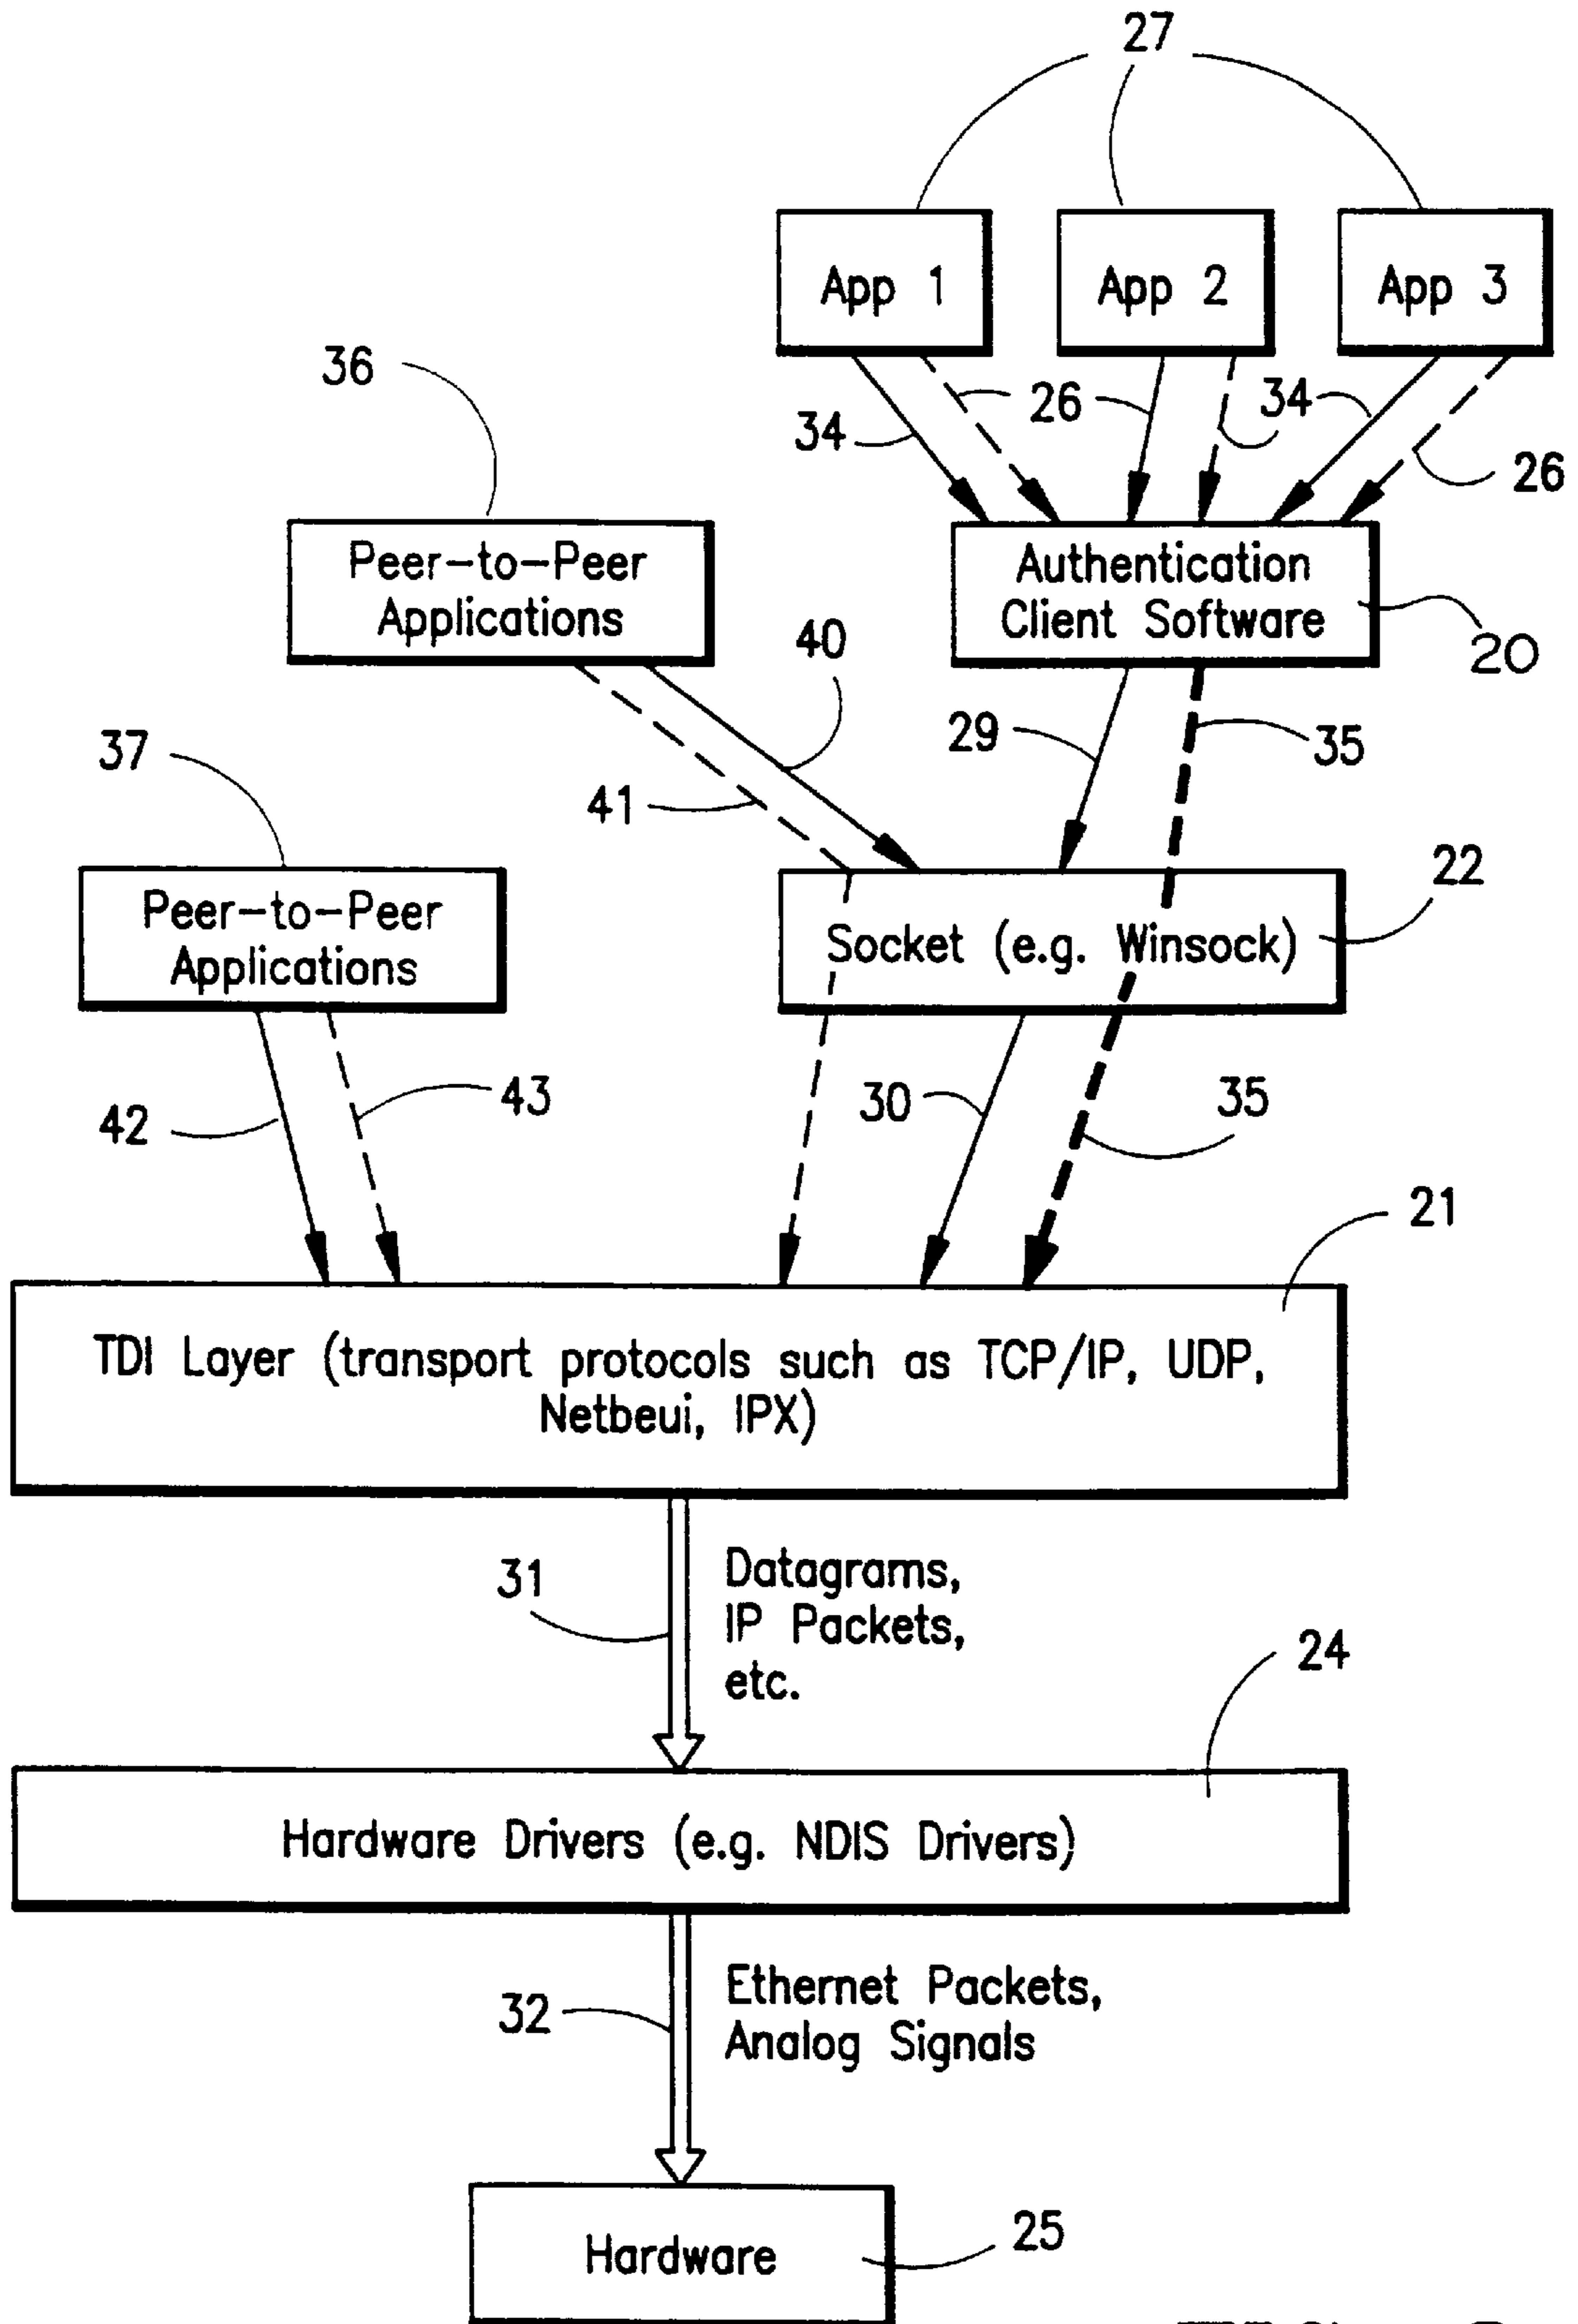 27
App 1
App 2
App 3
36
34
26
34
26
Peer-to-Peer
Applications
Authentication
Client Software
40
20
29
35
37
41
22
Peer-to-Peer
Applications
Socket (e.g. Winsock)
42
43
30
35
21
TDI Layer (transport protocols such as TCP/IP, UDP,
Netbeui, IPX)
31
Datagrams,
IP Packets,
etc.
24
Hardware Drivers (e.g. NDIS Drivers)
32
Ethernet Packets,
Analog Signals
Hardware
25